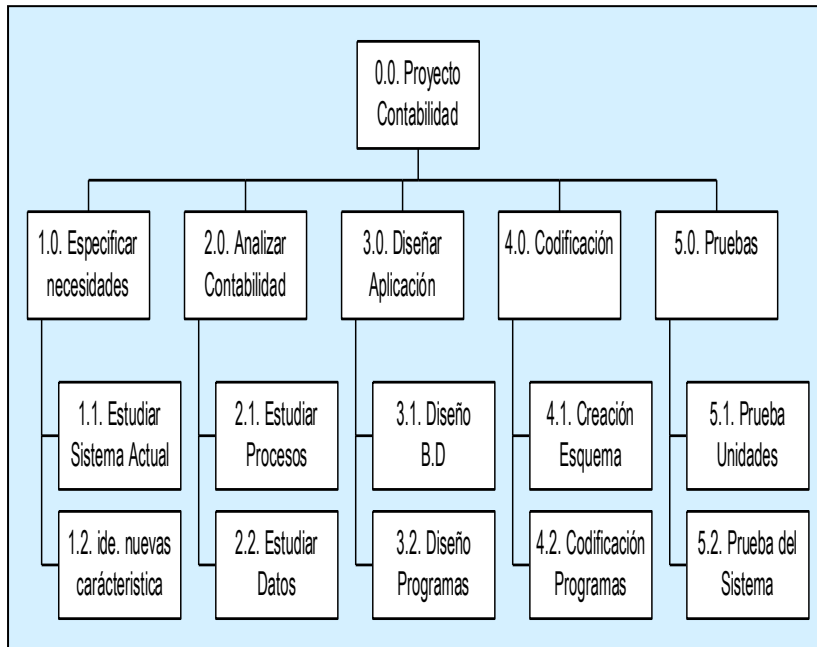 0.0. Proyecto
Contabilidad
1.0. Especificar
necesidades
2.0. Analizar
Contabilidad
3.0. Diseñar
Aplicación
4.0. Codificación
5.0. Pruebas
1.1. Estudiar
Sistema Actual
2.1. Estudiar
Procesos
3.1. Diseño
B.D
4.1. Creación
Esquema
5.1. Prueba
Unidades
1.2. ide. nuevas
carácteristica
2.2. Estudiar
Datos
3.2. Diseño
Programas
4.2. Codificación
Programas
5.2. Prueba del
Sistema